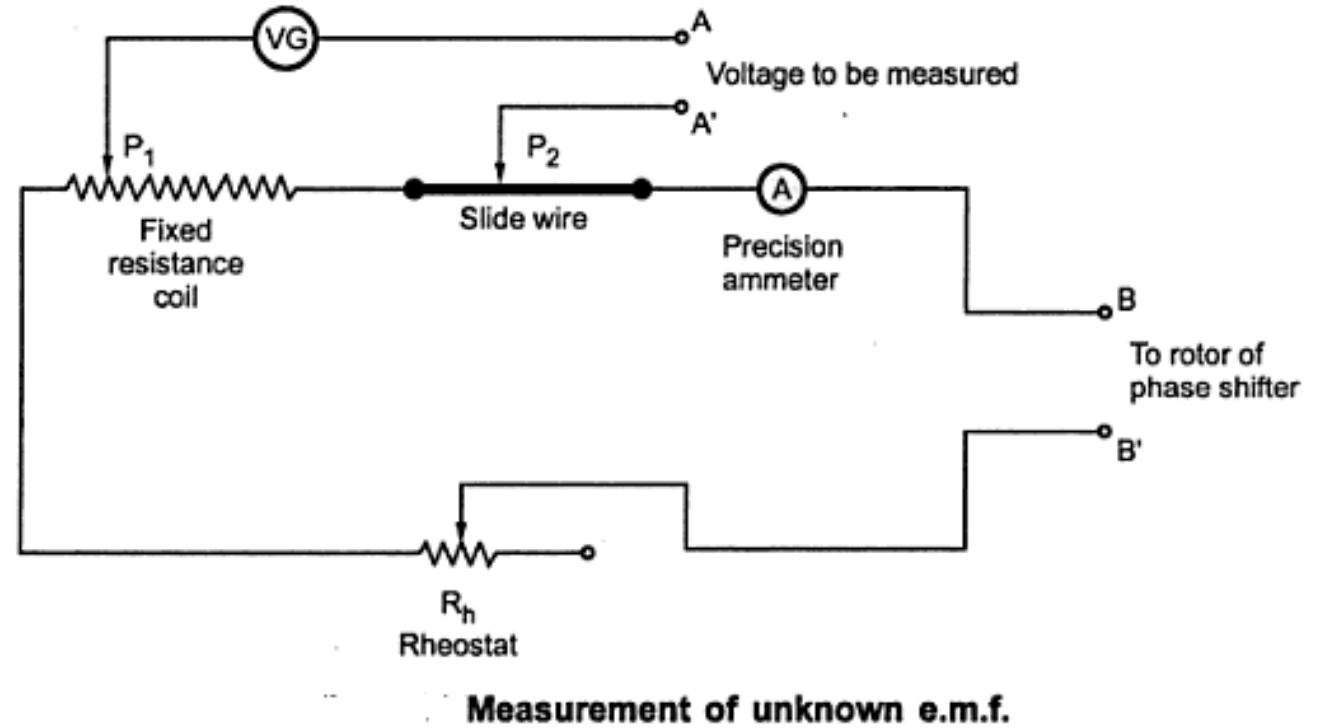 VG
A
Voltage to be measured
A'
P1
P2
A
Fixed
resistance
coil
Slide wire
Precision
ammeter
B
To rotor of
phase shifter
B'
Rh
Rheostat
Measurement of unknown e.m.f.